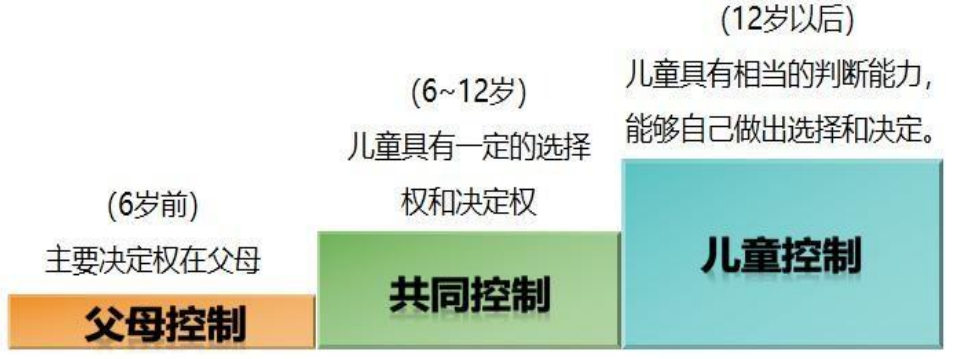 (6岁前)
主要决定权在父母
父母控制
(6~12岁)
儿童具有一定的选择
权和决定权
共同控制
(12岁以后)
儿童具有相当的判断能力,
能够自己做出选择和决定。
儿童控制